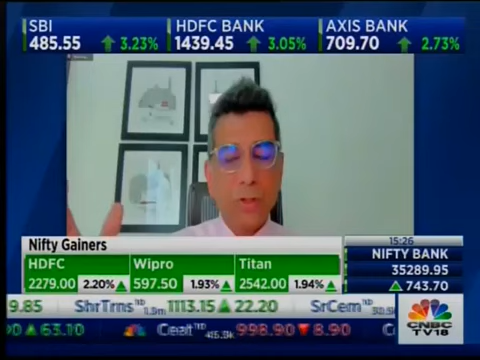 SBI
485.55 3.23%
HDFC BANK
1439.45 3.05%
AXIS BANK
709.70 2.73%
Nifty Gainers
HDFC
2279.00 2.20%
Wipro
597.50 1.93%
Titan
2542.00 1.94%
15:26
NIFTY BANK
35289.95
743.70
9.85 ShrTrns 1113.15 22.20 SrCem
63.10 Ceat 998.90 8.90
CNBC
TV18